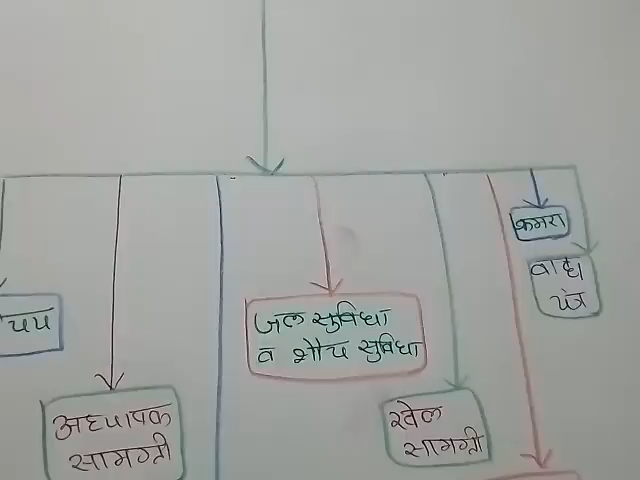 कमरा
वाद्य
यंत्र
जल सुविधा
व शौच सुविधा
अध्यापक
सामग्री
खेल
सामग्री